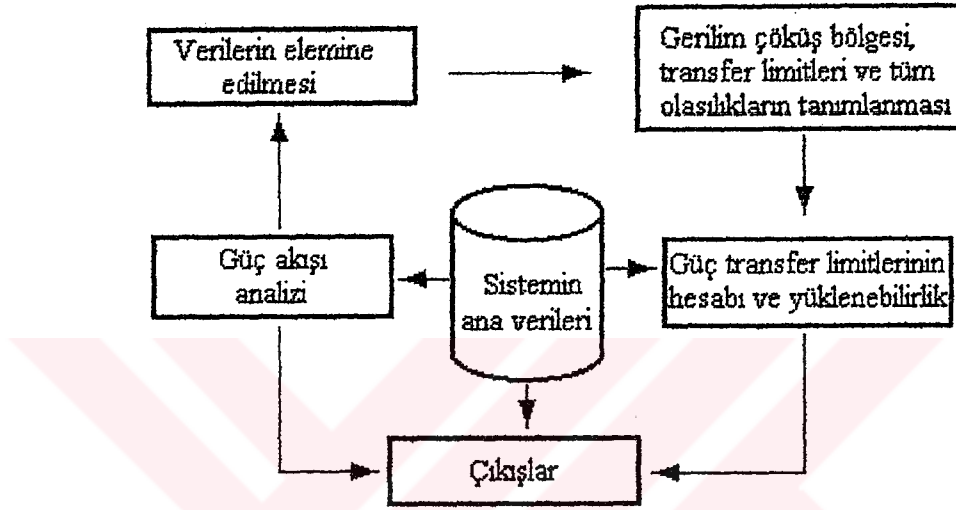 Verilerin elemine
edilmesi
Gerilim çöküş bölgesi,
transfer limitleri ve tüm
olasılıkların tanımlanması
Güç akışı
analizi
Sistemin
ana verileri
Güç transfer limitlerinin
hesabı ve yüklenebilirlik
Çıkışlar